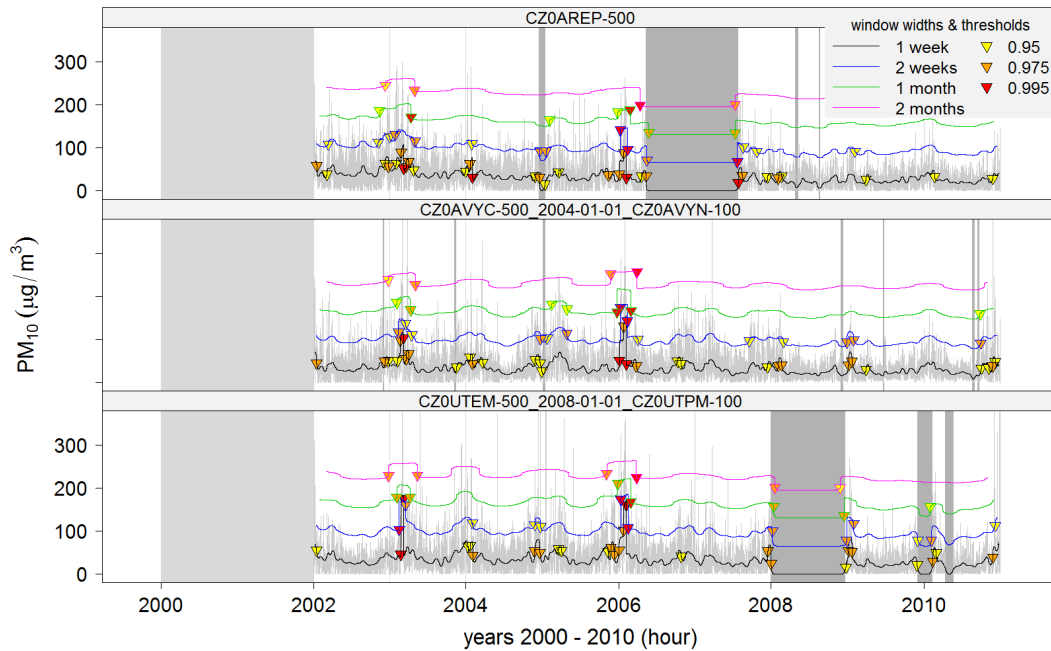 CZ0AREP-500
window widths & thresholds
1 week 0.95
2 weeks 0.975
1 month 0.995
2 months
300
200
100
0
CZ0AVYC-500_2004-01-01_CZ0AVYN-100
PM10 (μg/m³)
CZ0UTEM-500_2008-01-01_CZ0UTPM-100
300
200
100
0
2000 2002 2004 2006 2008 2010
years 2000 - 2010 (hour)